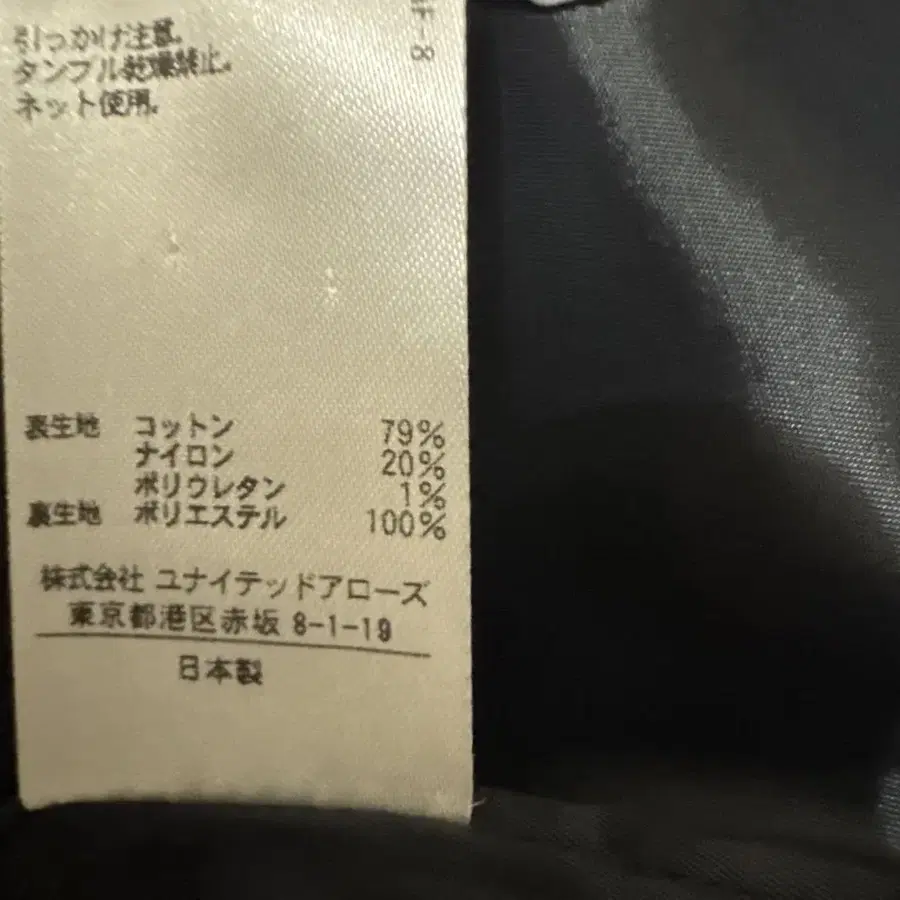 引っかけ注意。
タンブル乾燥禁止。
ネット使用。
F-8
表生地 コットン 79%
ナイロン 20%
ポリウレタン 1%
裏生地 ポリエステル 100%
株式会社 ユナイテッドアローズ
東京都港区赤坂 8-1-19
日本製